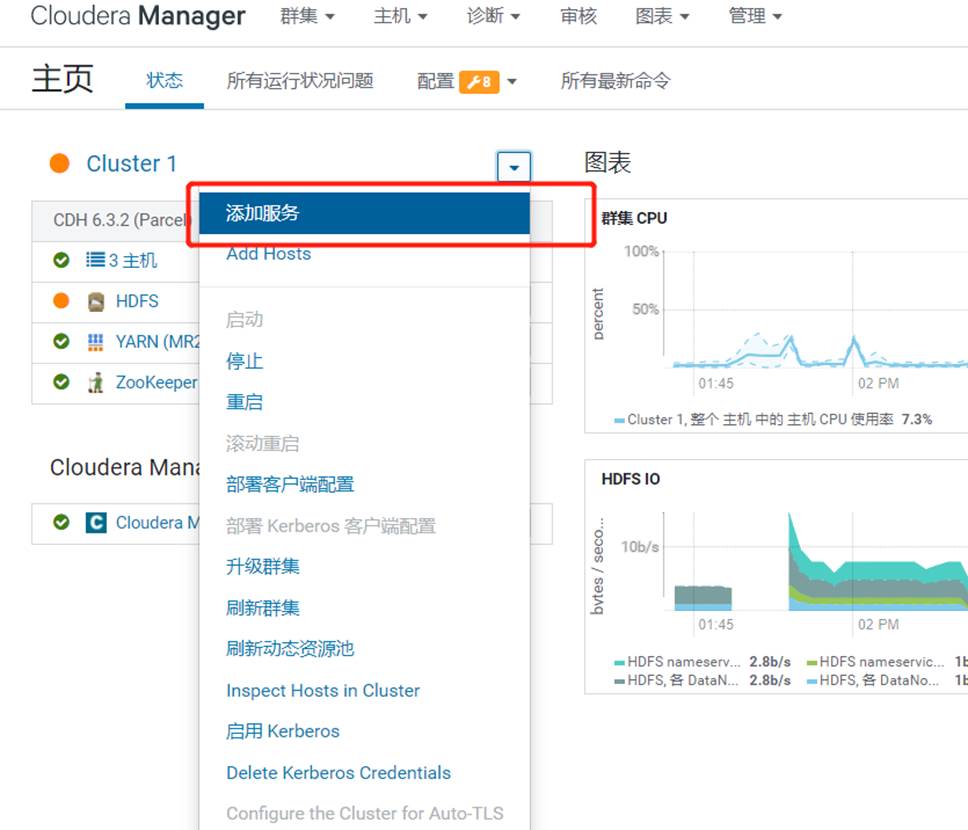 Cloudera Manager 群集 主机 诊断 审核 图表 管理
主页 状态 所有运行状况问题 配置 8 所有最新命令
Cluster 1
CDH 6.3.2 (Parcel
3 主机
HDFS
YARN (MR2
ZooKeeper
Cloudera Mana
C Cloudera M
添加服务
Add Hosts
启动
停止
重启
滚动重启
部署客户端配置
部署 Kerberos 客户端配置
升级群集
刷新群集
刷新动态资源池
Inspect Hosts in Cluster
启用 Kerberos
Delete Kerberos Credentials
Configure the Cluster for Auto-TLS
图表
群集 CPU
percent
100%
50%
01:45 02 PM
Cluster 1, 整个 主机 中的 主机 CPU 使用率 7.3%
HDFS IO
bytes / seco...
10b/s
01:45 02 PM
HDFS nameserv... 2.8b/s HDFS nameservic... 1b
HDFS, 各 DataN... 2.8b/s HDFS, 各 DataNo... 1b